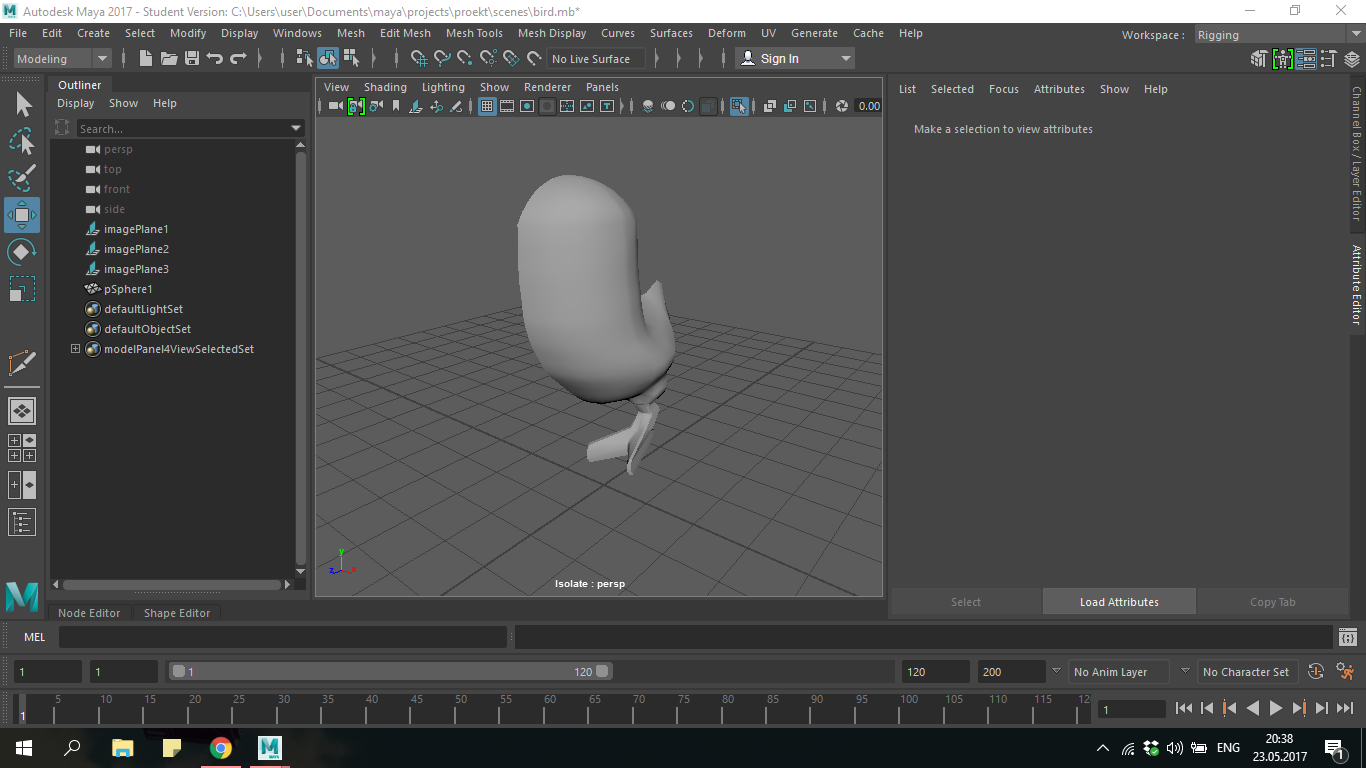 Autodesk Maya 2017 - Student Version: C:\Users\user\Documents\maya\projects\proekt\scenes\bird.mb*
File Edit Create Select Modify Display Windows Mesh Edit Mesh Mesh Tools Mesh Display Curves Surfaces Deform UV Generate Cache Help Workspace : Rigging
Modeling No Live Surface Sign In
Outliner
Display Show Help
Search...
persp
top
front
side
imagePlane1
imagePlane2
imagePlane3
pSphere1
defaultLightSet
defaultObjectSet
modelPanel4ViewSelectedSet
Node Editor Shape Editor
View Shading Lighting Show Renderer Panels
0.00
y
z x
Isolate : persp
List Selected Focus Attributes Show Help
Make a selection to view attributes
Select Load Attributes Copy Tab
Channel Box / Layer Editor
Attribute Editor
MEL
1 1 1 120 120 200 No Anim Layer No Character Set
5 10 15 20 25 30 35 40 45 50 55 60 65 70 75 80 85 90 95 100 105 110 115 12
1 1
ENG 20:38
23.05.2017
1